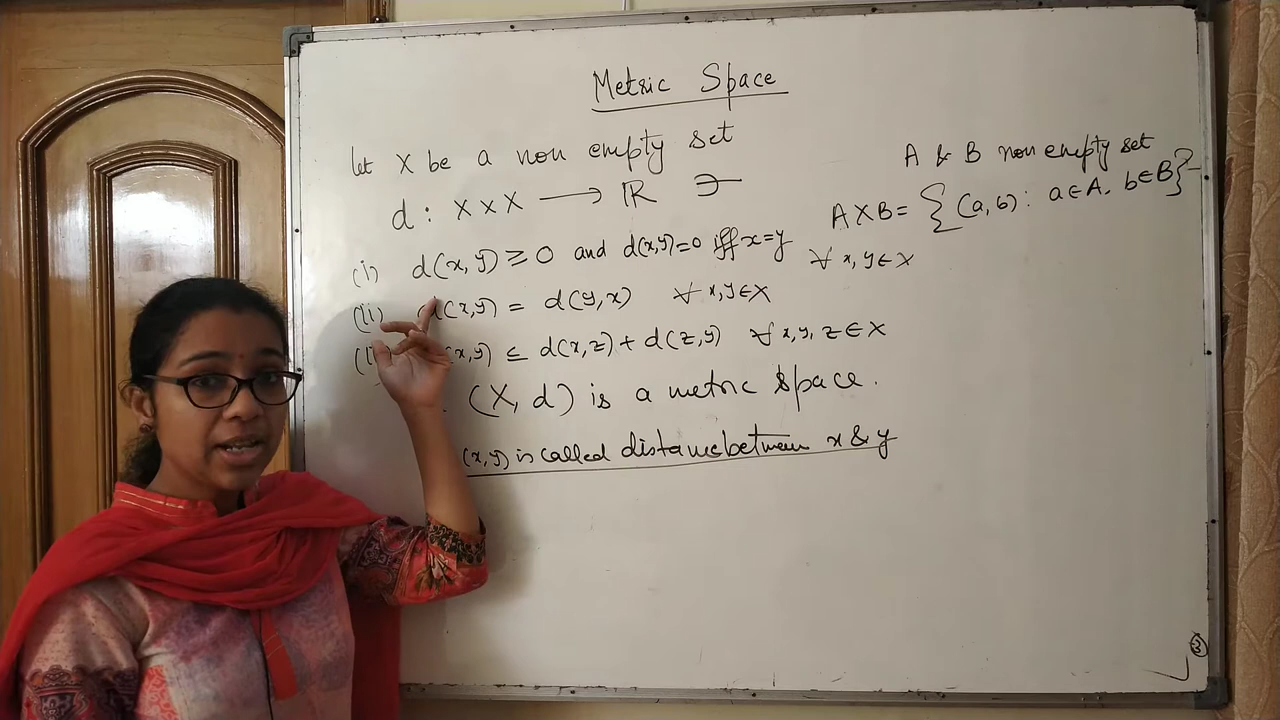 Metric Space
let X be a non empty set
d : X x X ⟶ ℝ ∋
(i) d(x, y) ≥ 0 and d(x,y)=0 iff x=y ∀ x, y ∈ X
(ii) d(x,y) = d(y,x) ∀ x,y ∈ X
(x,y) ≤ d(x,z) + d(z,y) ∀ x, y, z ∈ X
(X, d) is a metric space.
(x,y) is called distance between x & y
A & B non empty set
A X B = {(a, b) : a ∈ A, b ∈ B}
3